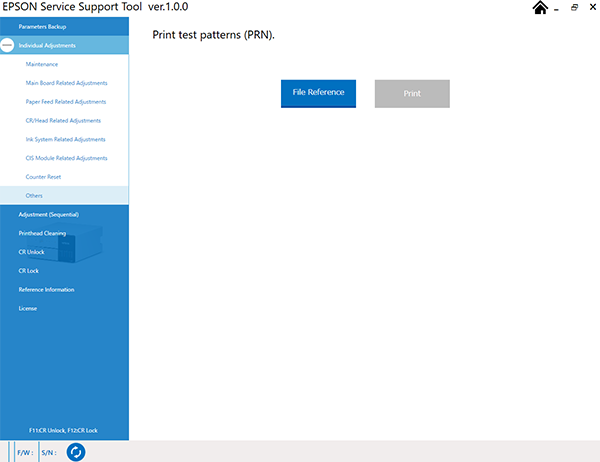 EPSON Service Support Tool ver.1.0.0
Parameters Backup
Individual Adjustments
Maintenance
Main Board Related Adjustments
Paper Feed Related Adjustments
CR/Head Related Adjustments
Ink System Related Adjustments
CIS Module Related Adjustments
Counter Reset
Others
Adjustment (Sequential)
Printhead Cleaning
CR Unlock
CR Lock
Reference Information
License
F11:CR Unlock, F12:CR Lock
Print test patterns (PRN).
File Reference
Print
F/W :
S/N :